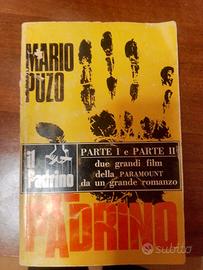 MARIO
PUZO
il
Padrino
PARTE I e PARTE II
due grandi film
della PARAMOUNT
da un grande romanzo
PADRINO
subito